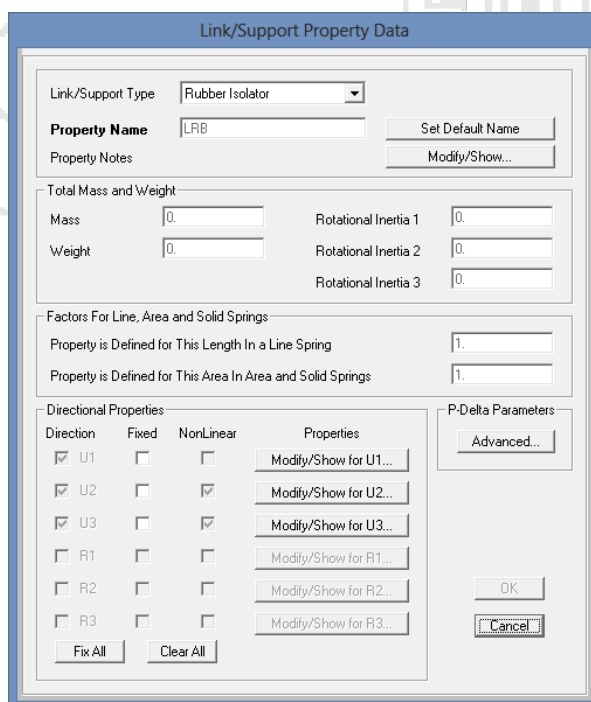 Link/Support Property Data
Link/Support Type Rubber Isolator
Property Name LRB Set Default Name
Property Notes Modify/Show...
Total Mass and Weight
Mass 0. Rotational Inertia 1 0.
Weight 0. Rotational Inertia 2 0.
Rotational Inertia 3 0.
Factors For Line, Area and Solid Springs
Property is Defined for This Length In a Line Spring 1.
Property is Defined for This Area In Area and Solid Springs 1.
Directional Properties P-Delta Parameters
Direction Fixed NonLinear Properties Advanced...
U1 Modify/Show for U1...
U2 Modify/Show for U2...
U3 Modify/Show for U3...
R1 Modify/Show for R1...
R2 Modify/Show for R2... OK
R3 Modify/Show for R3... Cancel
Fix All Clear All